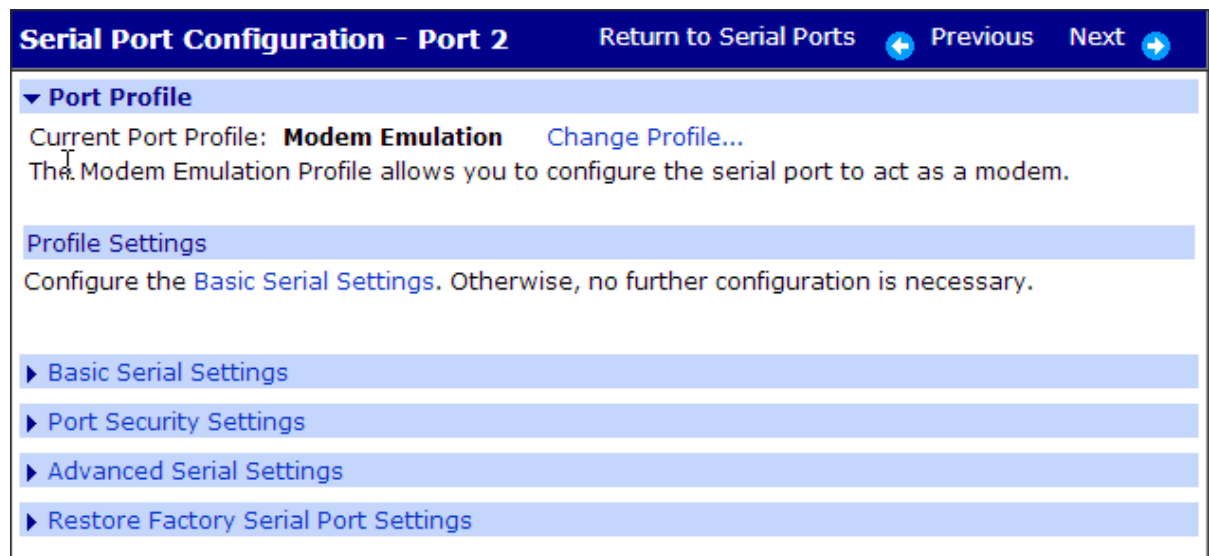 Serial Port Configuration - Port 2 Return to Serial Ports Previous Next
Port Profile
Current Port Profile: Modem Emulation Change Profile...
The Modem Emulation Profile allows you to configure the serial port to act as a modem.
Profile Settings
Configure the Basic Serial Settings. Otherwise, no further configuration is necessary.
Basic Serial Settings
Port Security Settings
Advanced Serial Settings
Restore Factory Serial Port Settings